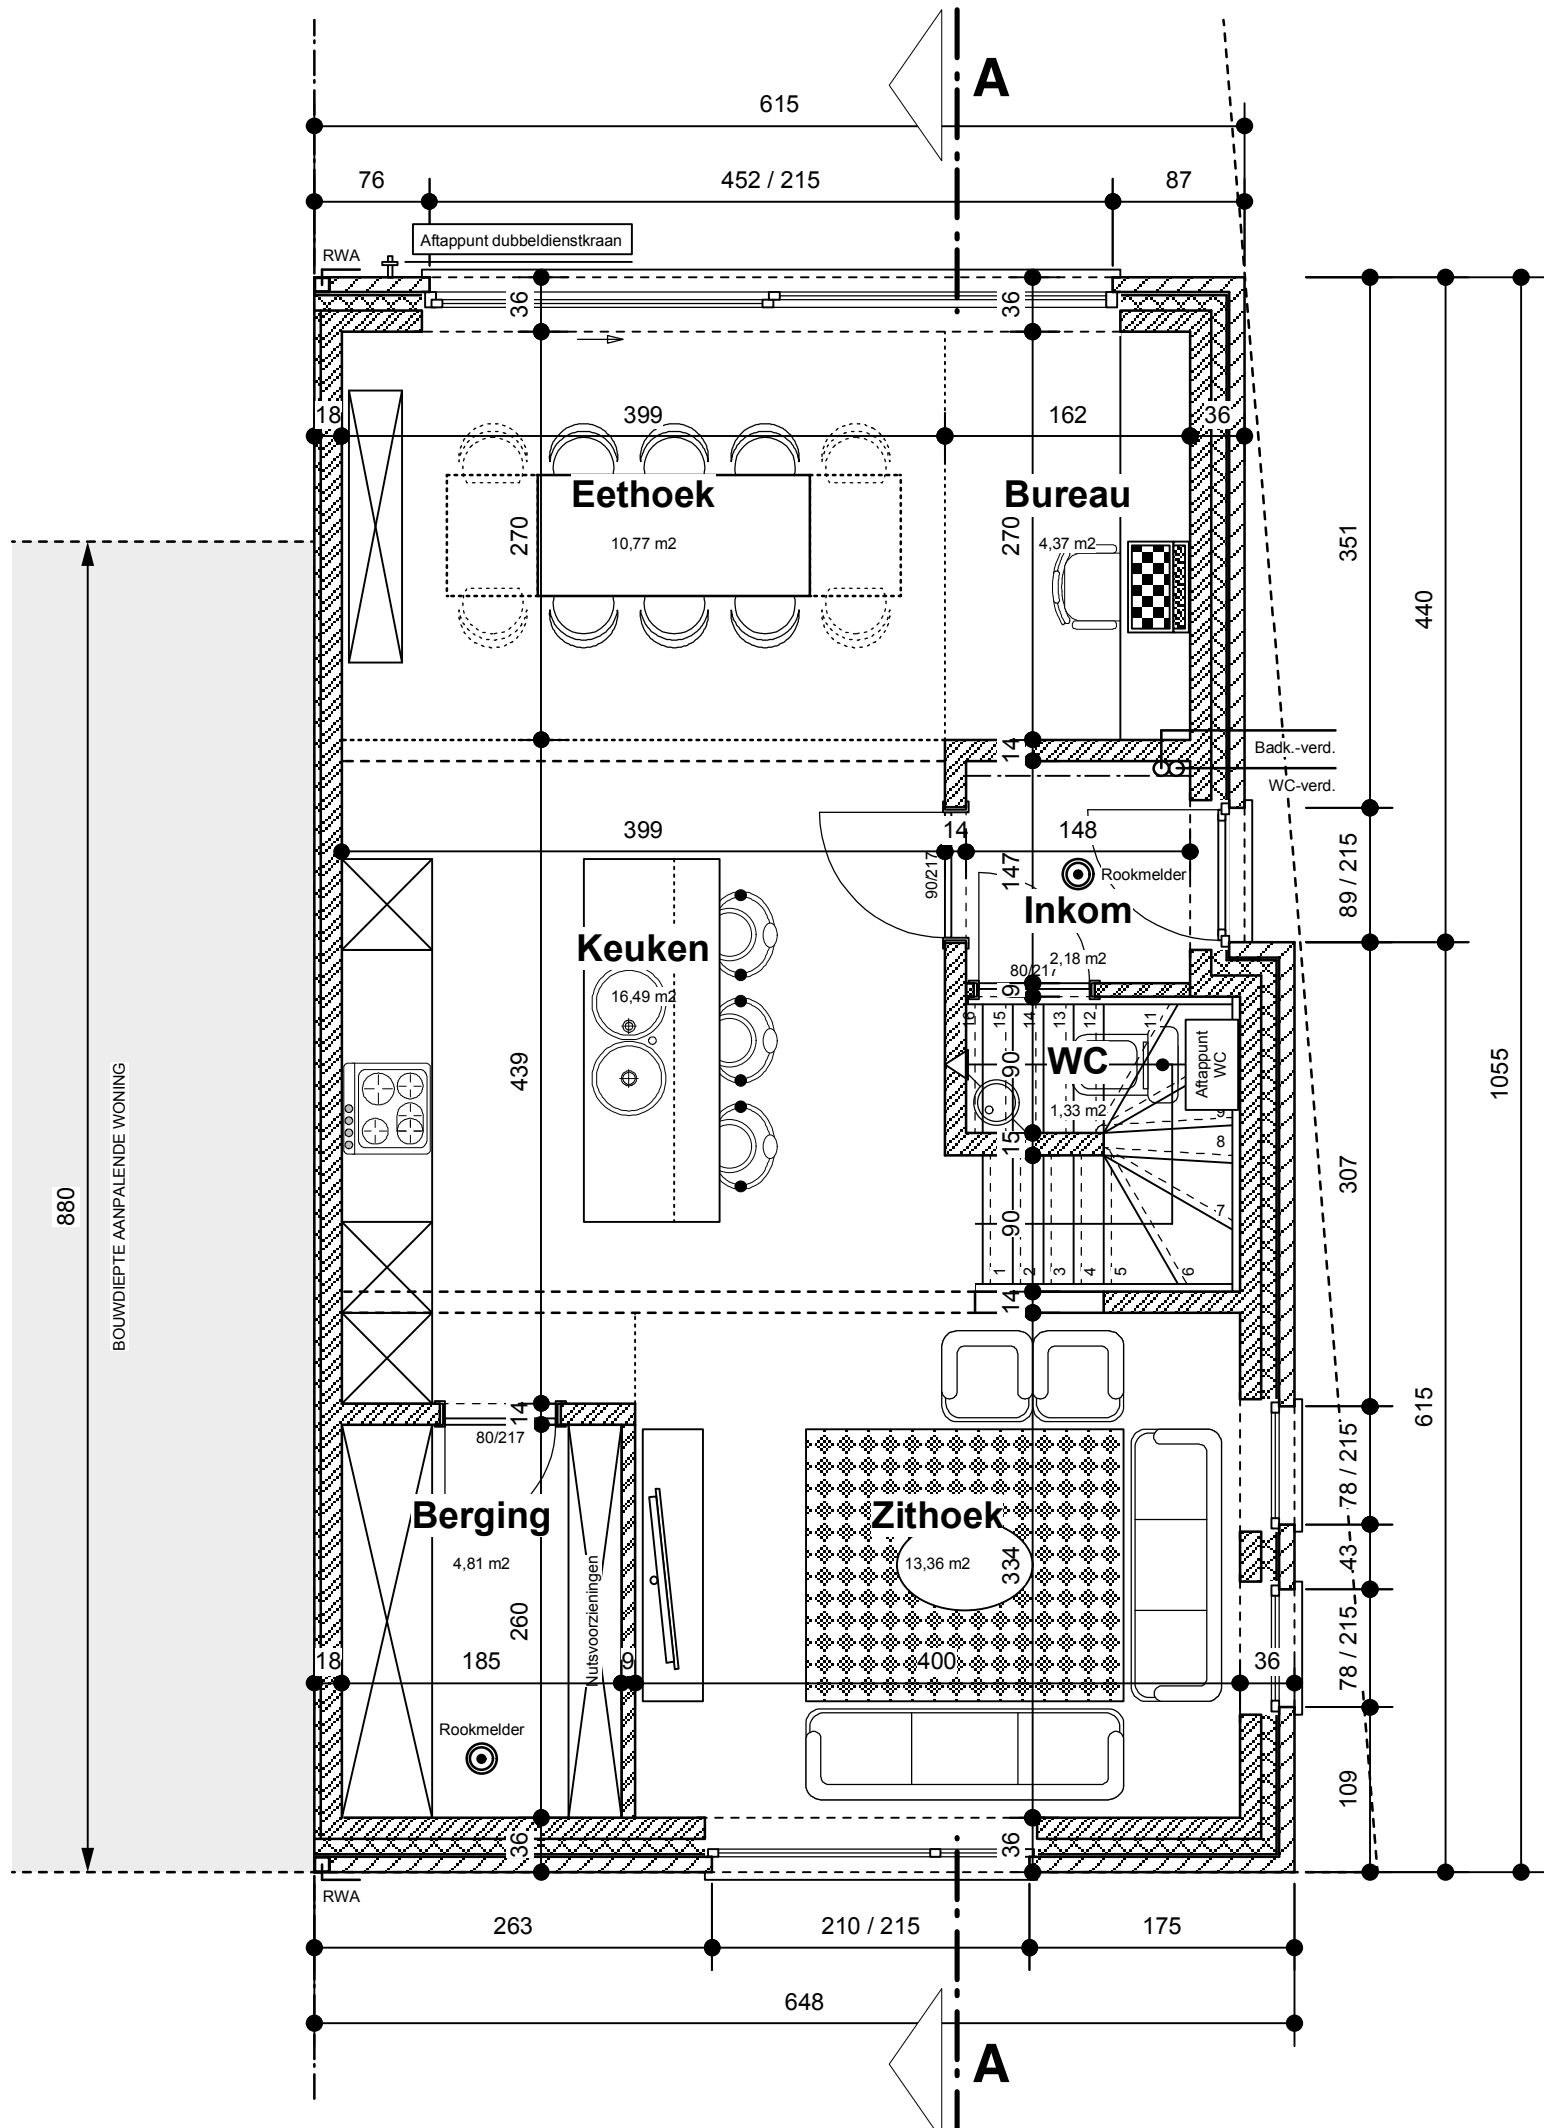 A
615
76
452 / 215
87
Aftappunt dubbeldienstkraan
RWA
36
36
18
399
162
36
Eethoek
Bureau
10,77 m2
4,37 m2
270
270
351
440
1055
14
Badk.-verd.
WC-verd.
399
14
148
147
90/217
Rookmelder
89 / 215
Inkom
2,18 m2
80/217
Keuken
16,49 m2
9
16
15
14
13
12
11
WC
90
1,33 m2
Aftappunt
WC
439
15
9
8
7
90
1
2
3
4
5
6
307
880
BOUWDIEPTE AANPALENDE WONING
14
14
80/217
615
78 / 215
Berging
4,81 m2
Zithoek
13,36 m2
334
43
260
Nutsvoorzieningen
18
185
9
400
36
78 / 215
Rookmelder
109
36
36
RWA
263
210 / 215
175
648
A